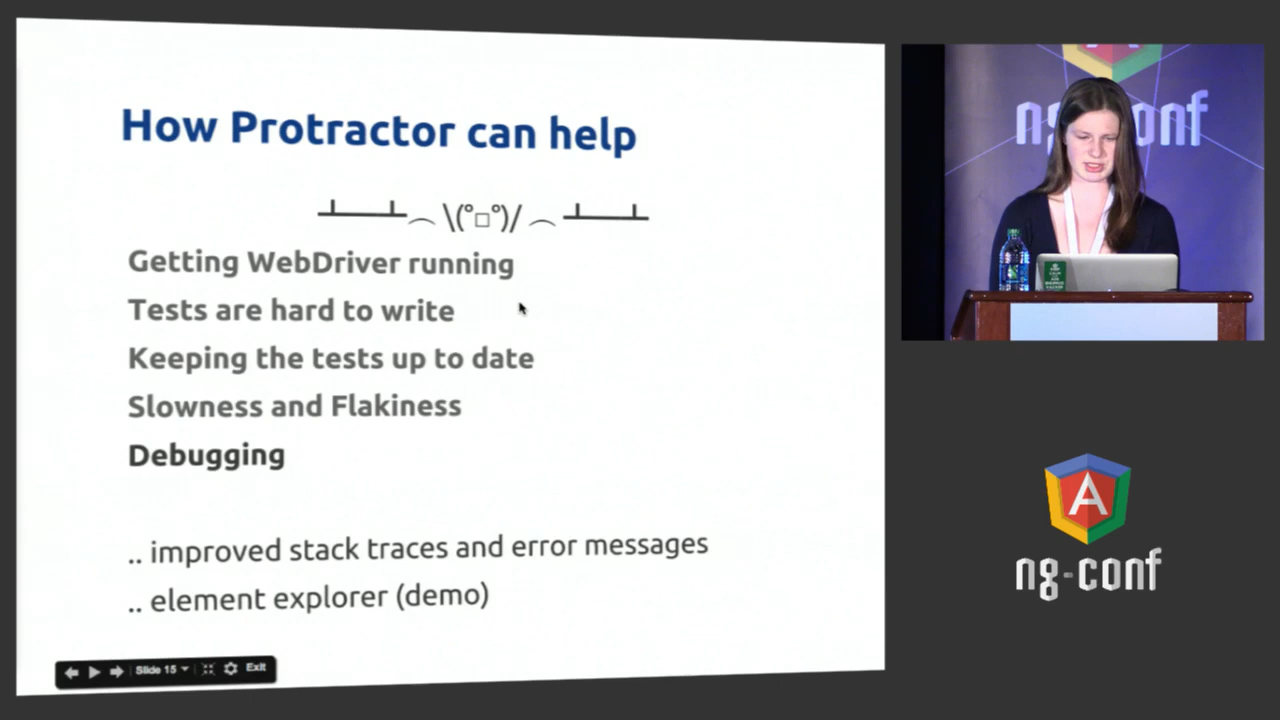 How Protractor can help
┻━━┻ ︵ \(°□°)/ ︵ ┻━━┻
Getting WebDriver running
Tests are hard to write
Keeping the tests up to date
Slowness and Flakiness
Debugging
.. improved stack traces and error messages
.. element explorer (demo)
Slide 15
Exit
ng-conf
A
ng-conf